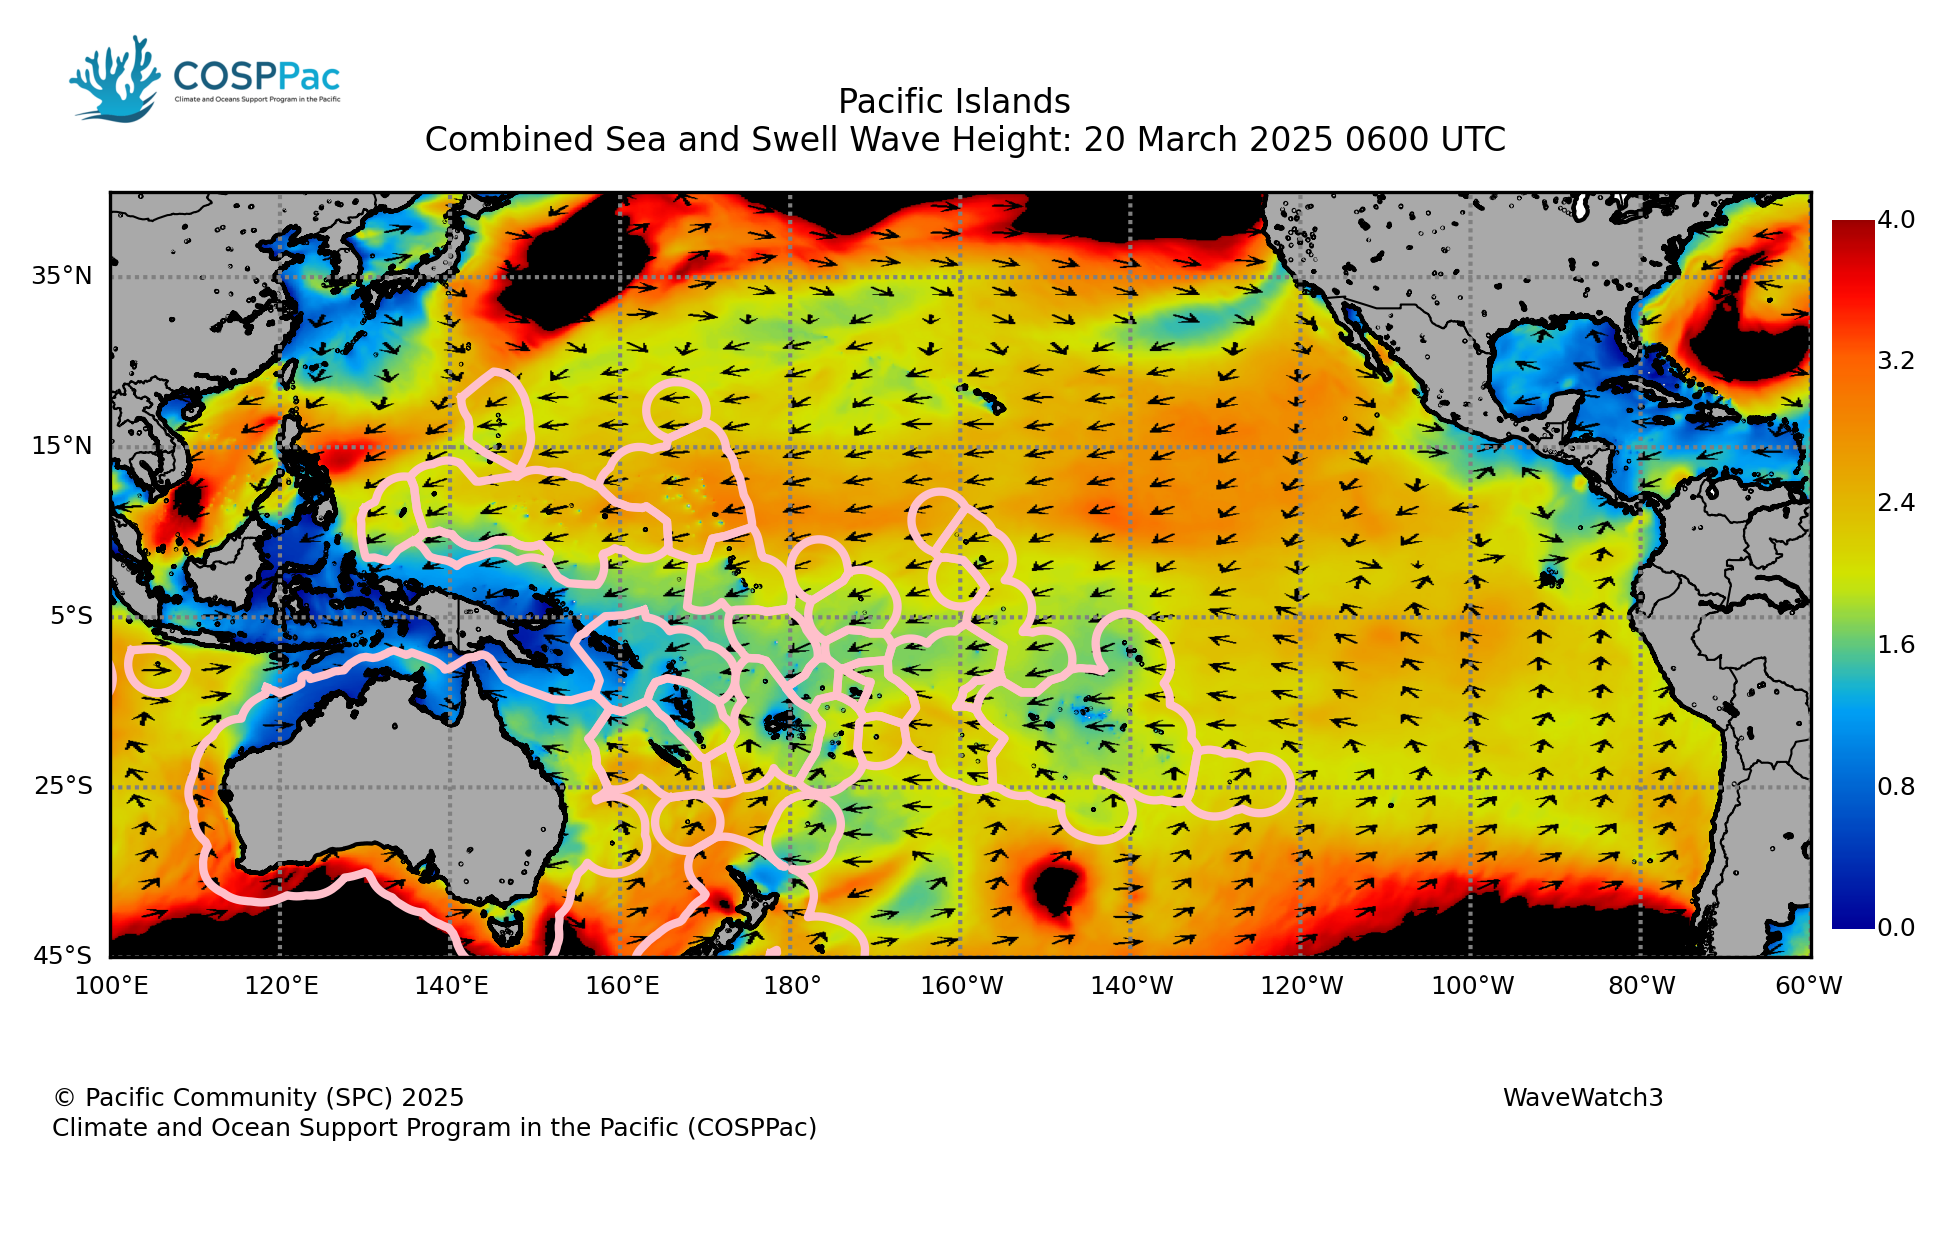 COSPPac
Climate and Oceans Support Program in the Pacific
Pacific Islands
Combined Sea and Swell Wave Height: 20 March 2025 0600 UTC
35°N
15°N
5°S
25°S
45°S
100°E 120°E 140°E 160°E 180° 160°W 140°W 120°W 100°W 80°W 60°W
4.0
3.2
2.4
1.6
0.8
0.0
© Pacific Community (SPC) 2025
Climate and Ocean Support Program in the Pacific (COSPPac)
WaveWatch3